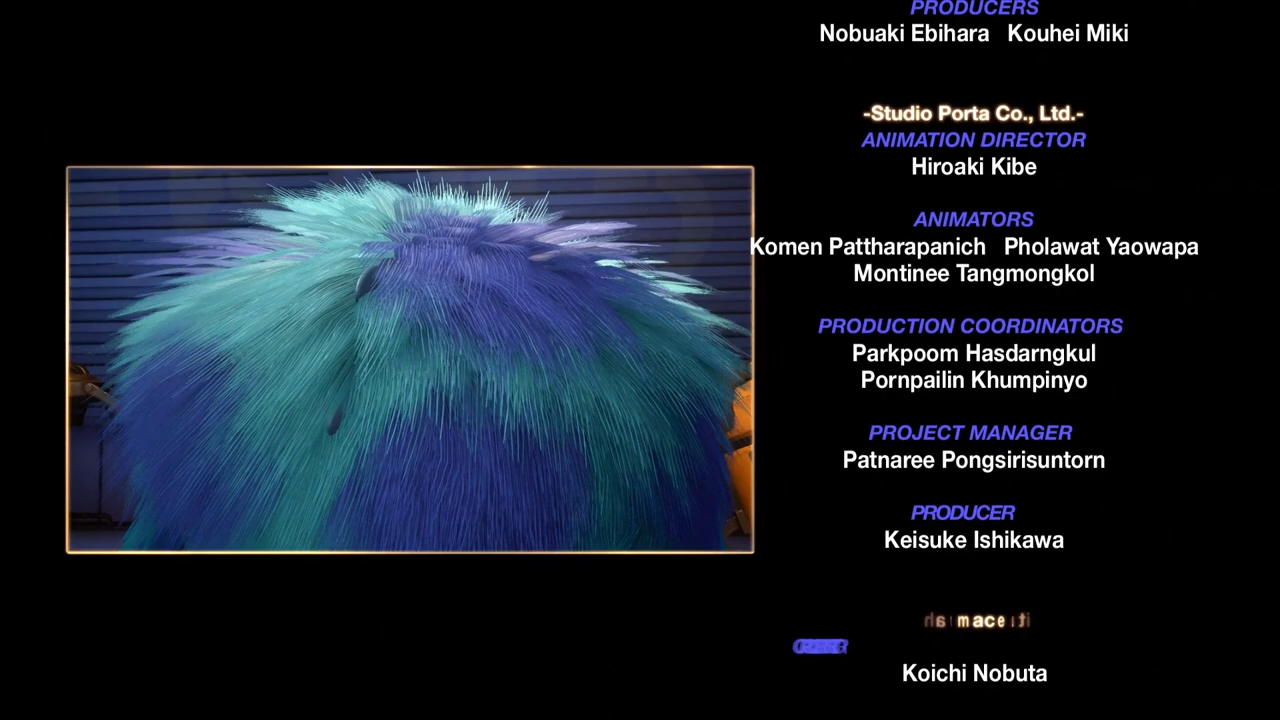 PRODUCERS
Nobuaki Ebihara Kouhei Miki
-Studio Porta Co., Ltd.-
ANIMATION DIRECTOR
Hiroaki Kibe
ANIMATORS
Komen Pattharapanich Pholawat Yaowapa
Montinee Tangmongkol
PRODUCTION COORDINATORS
Parkpoom Hasdarngkul
Pornpailin Khumpinyo
PROJECT MANAGER
Patnaree Pongsirisuntorn
PRODUCER
Keisuke Ishikawa
Koichi Nobuta